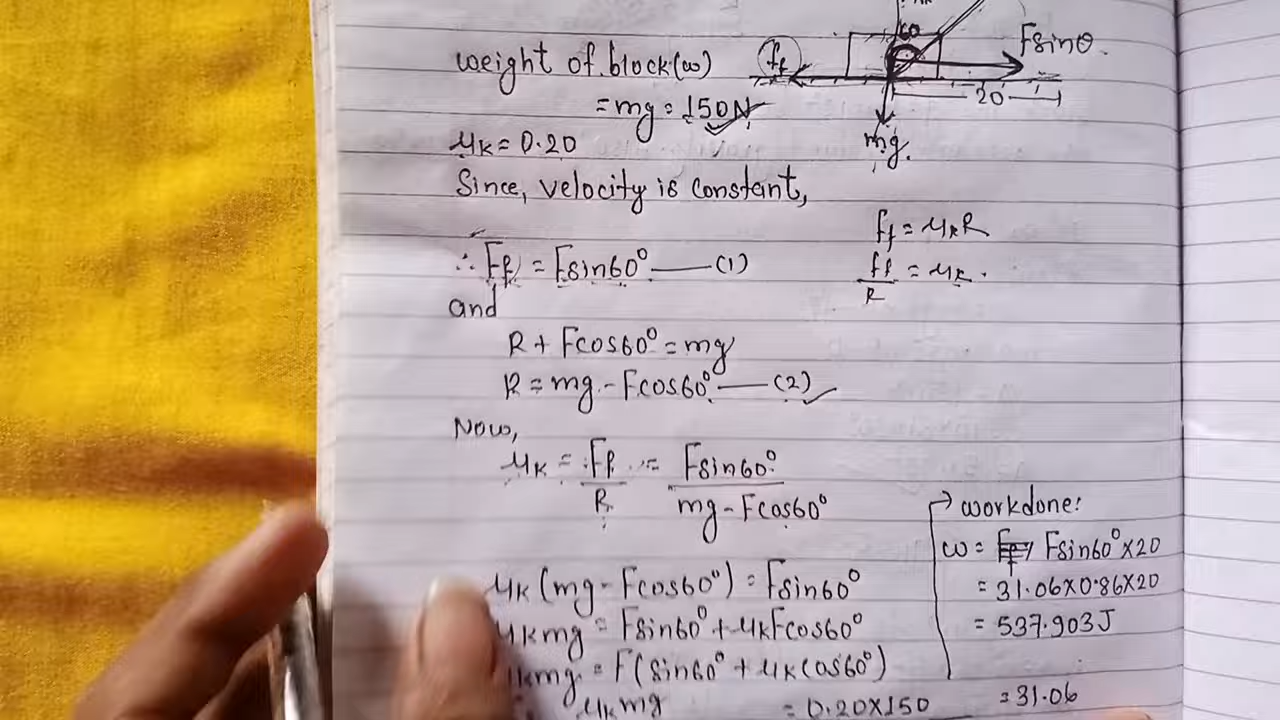 60
Fsinθ.
weight of block(w)
ff
20
= mg = 150N
mg.
μK = 0.20
Since, velocity is constant,
ff = μKR
∴ Ff = Fsin60° —— (1)
ff/R = μK.
and
R + Fcos60° = mg
R = mg - Fcos60° —— (2)
Now,
μK = Ff/R = Fsin60°/mg - Fcos60°
→ workdone:
w = Fsin60°×20
= 31.06×0.86×20
= 537.903J
μK(mg - Fcos60°) = Fsin60°
μKmg = Fsin60° + μKFcos60°
μKmg = F(sin60° + μKcos60°)
μKmg = 0.20×150 = 31.06